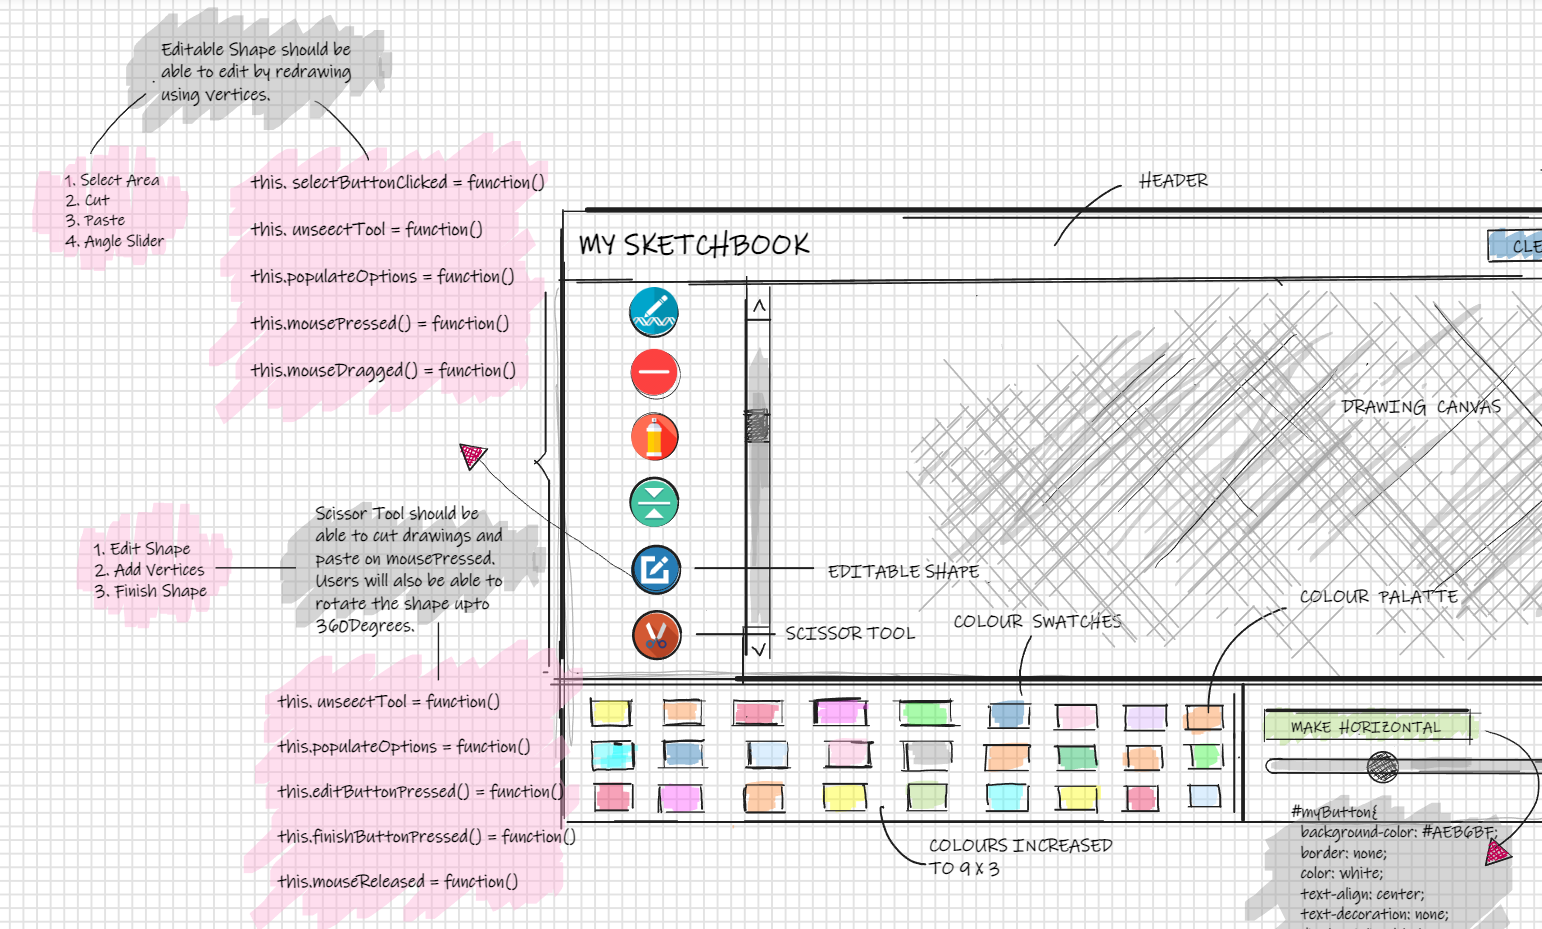 Editable Shape should be
able to edit by redrawing
using Vertices.
1. Select Area
2. Cut
3. Paste
4. Angle Slider
this. selectButtonClicked = function()
this. unseectTool = function()
this.populateOptions = function()
this.mousePressed() = function()
this.mouseDragged() = function()
HEADER
MY SKETCHBOOK
CLE
DRAWING CANVAS
1. Edit Shape
2. Add Vertices
3. Finish Shape
Scissor Tool should be
able to cut drawings and
paste on mousePressed.
Users will also be able to
rotate the shape upto
360Degrees.
EDITABLE SHAPE
SCISSOR TOOL
COLOUR SWATCHES
COLOUR PALATTE
this. unseectTool = function()
this.populateOptions = function()
this.editButtonPressed() = function()
this.finishButtonPressed() = function()
this.mouseReleased = function()
MAKE HORIZONTAL
COLOURS INCREASED
TO 9X3
#myButton{
background-color: #AEB6BF;
border: none;
color: white;
text-align: center;
text-decoration: none;